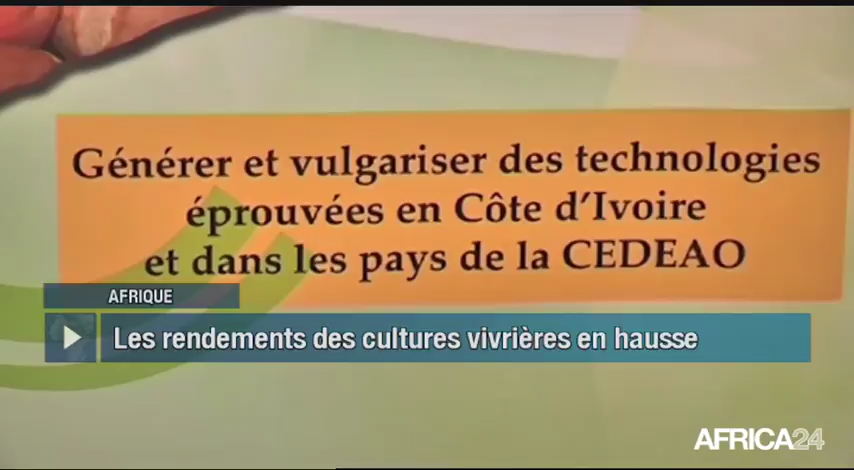 Générer et vulgariser des technologies
éprouvées en Côte d'Ivoire
et dans les pays de la CEDEAO
AFRIQUE
Les rendements des cultures vivrières en hausse
AFRICA24